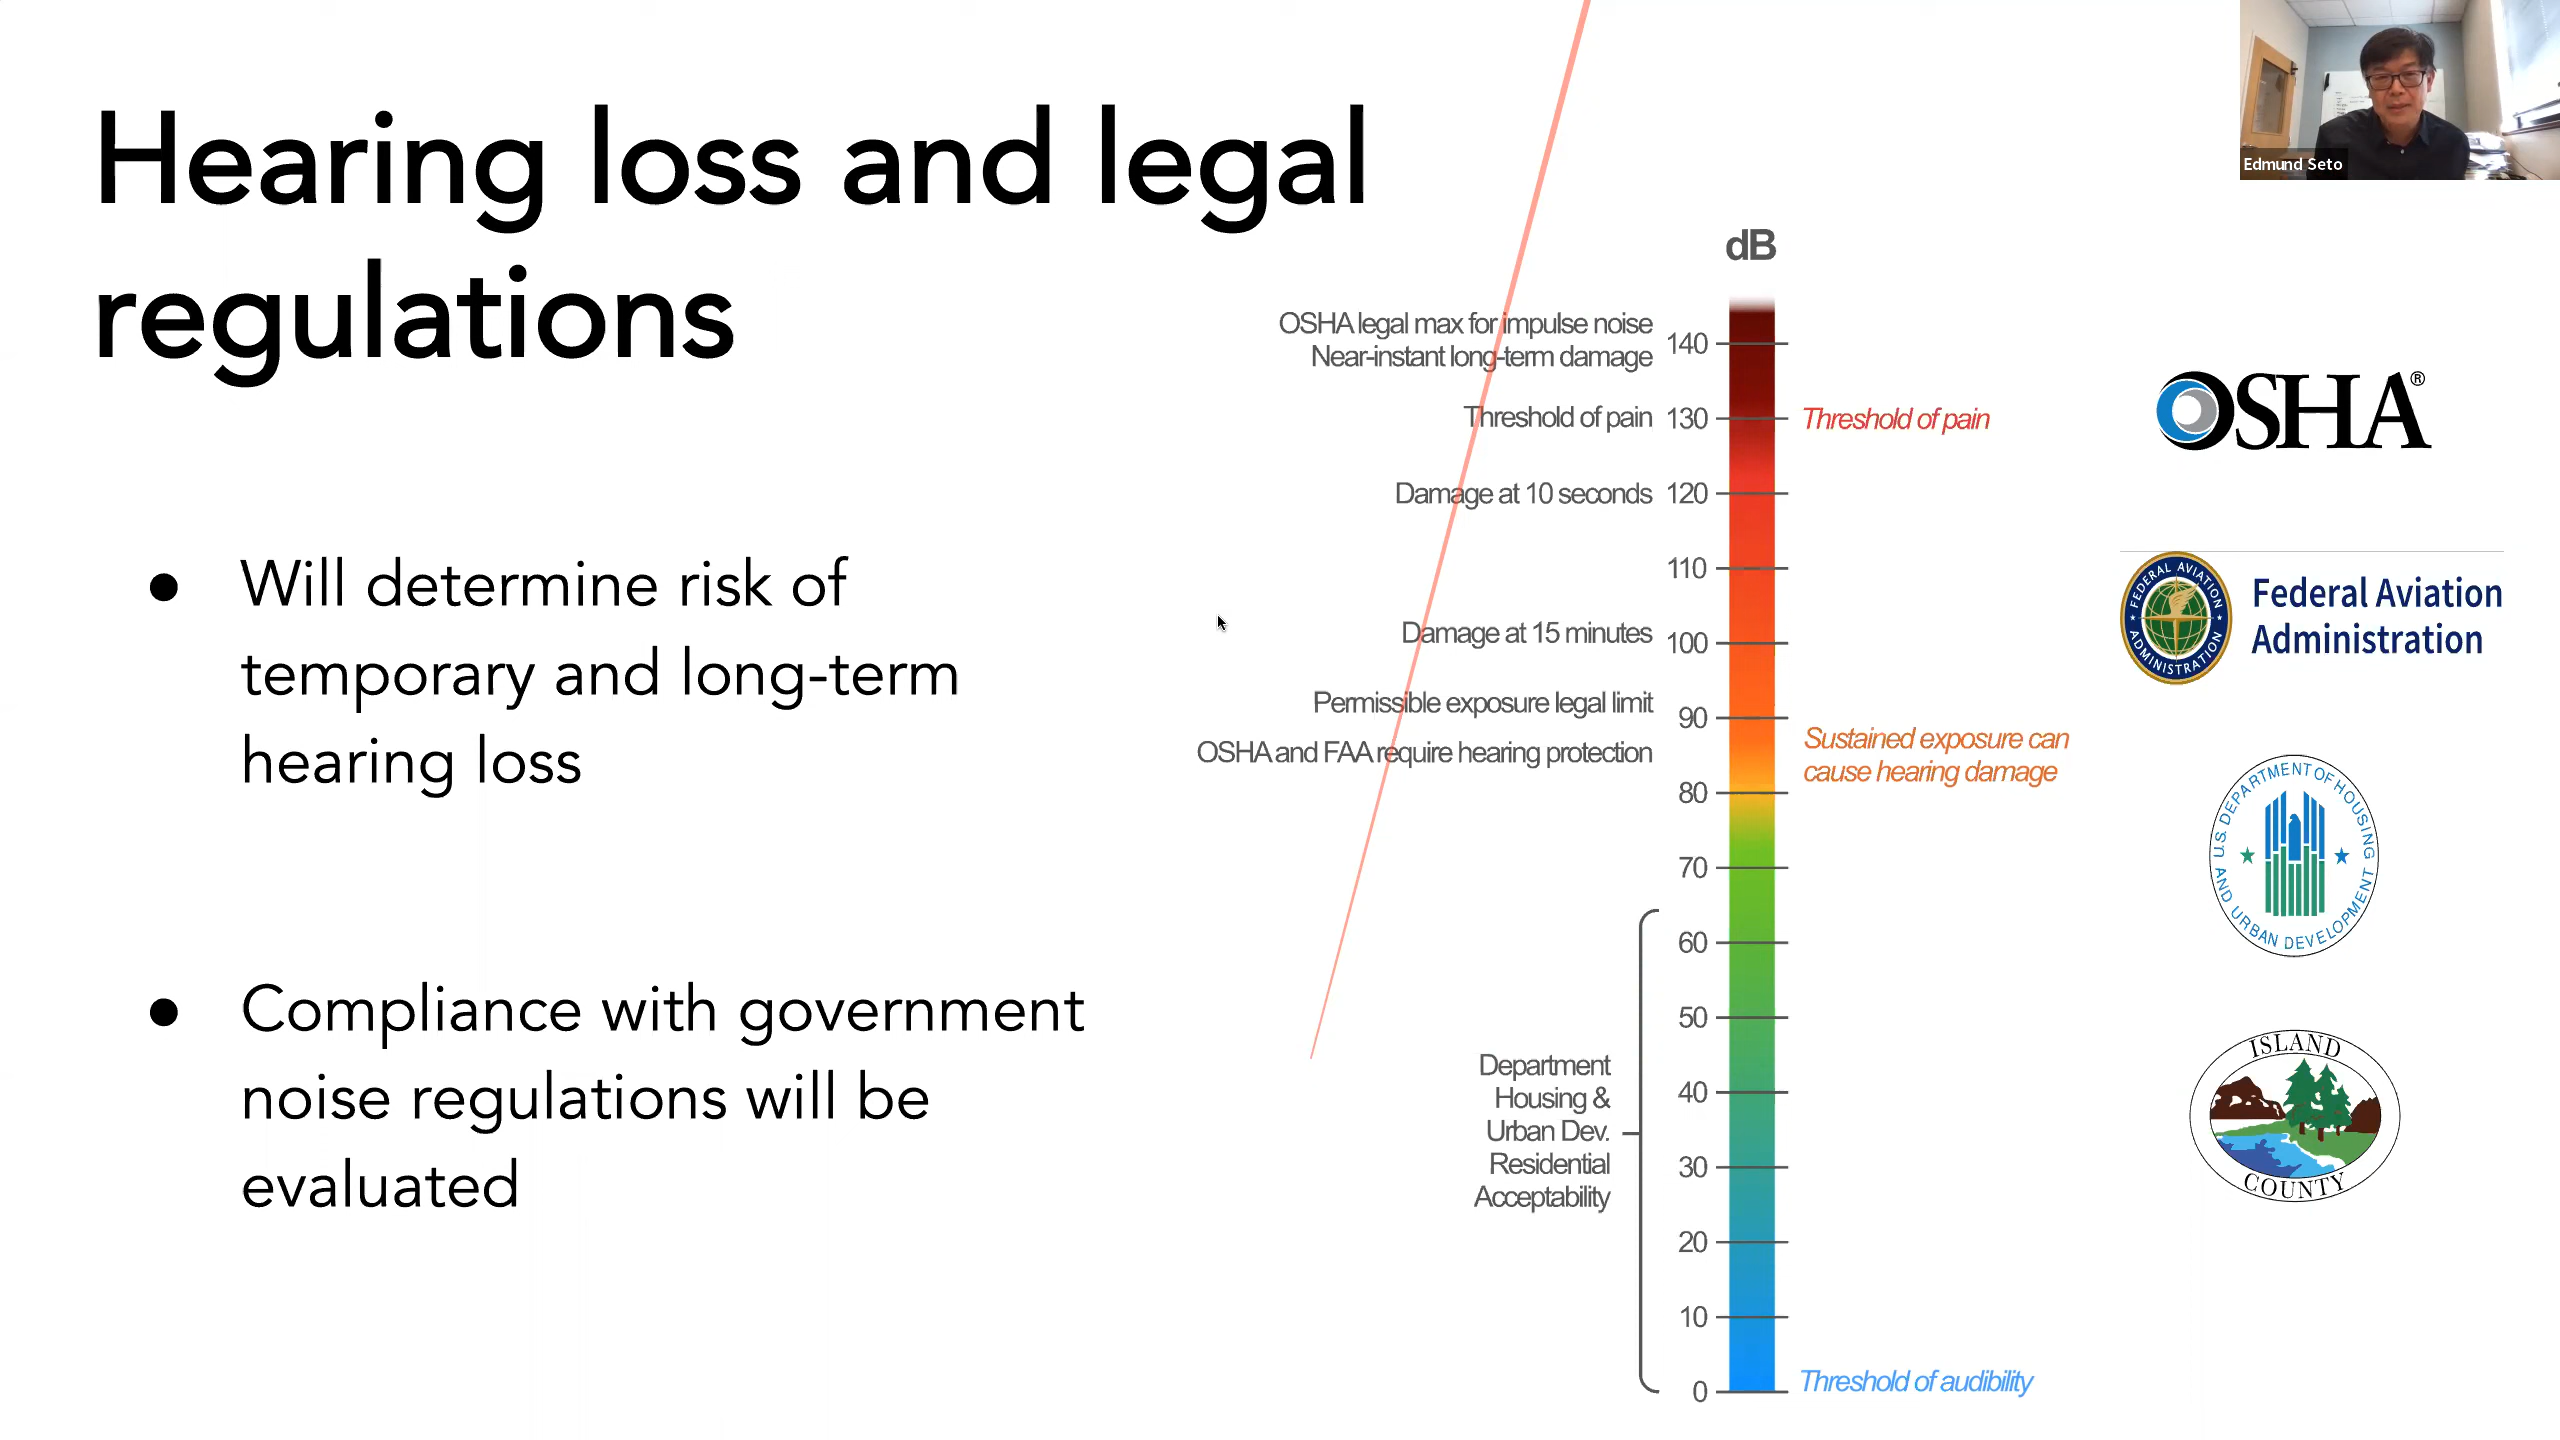 Hearing loss and legal
regulations
● Will determine risk of
temporary and long-term
hearing loss
● Compliance with government
noise regulations will be
evaluated
dB
OSHA legal max for impulse noise
Near-instant long-term damage
140
Threshold of pain 130 Threshold of pain
Damage at 10 seconds 120
110
Damage at 15 minutes 100
Permissible exposure legal limit 90
OSHA and FAA require hearing protection
Sustained exposure can
cause hearing damage
80
70
60
50
40
30
20
10
0 Threshold of audibility
Department
Housing &
Urban Dev.
Residential
Acceptability
OSHA®
FEDERAL AVIATION
ADMINISTRATION
Federal Aviation
Administration
U.S. DEPARTMENT OF HOUSING
AND URBAN DEVELOPMENT
ISLAND
COUNTY
Edmund Seto